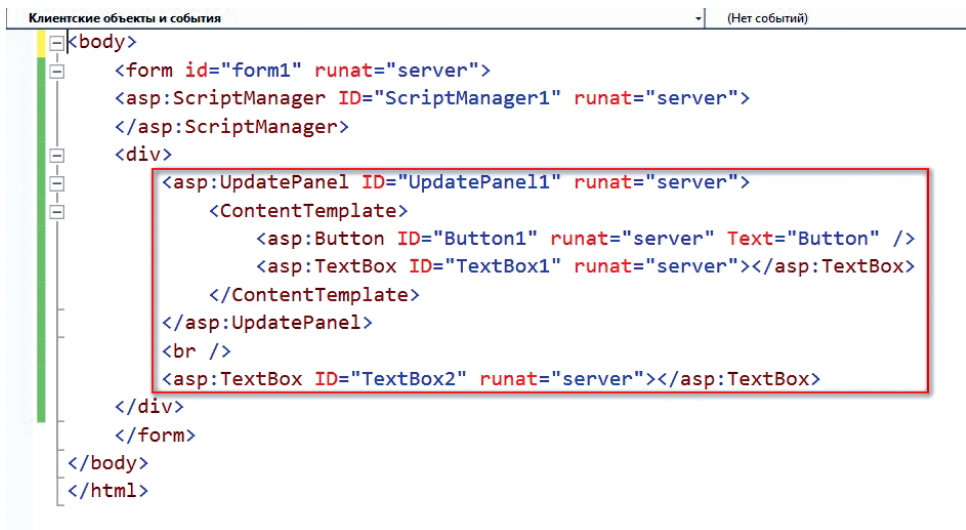 Клиентские объекты и события (Нет событий)
<body>
<form id="form1" runat="server">
<asp:ScriptManager ID="ScriptManager1" runat="server">
</asp:ScriptManager>
<div>
<asp:UpdatePanel ID="UpdatePanel1" runat="server">
<ContentTemplate>
<asp:Button ID="Button1" runat="server" Text="Button" />
<asp:TextBox ID="TextBox1" runat="server"></asp:TextBox>
</ContentTemplate>
</asp:UpdatePanel>
<br />
<asp:TextBox ID="TextBox2" runat="server"></asp:TextBox>
</div>
</form>
</body>
</html>